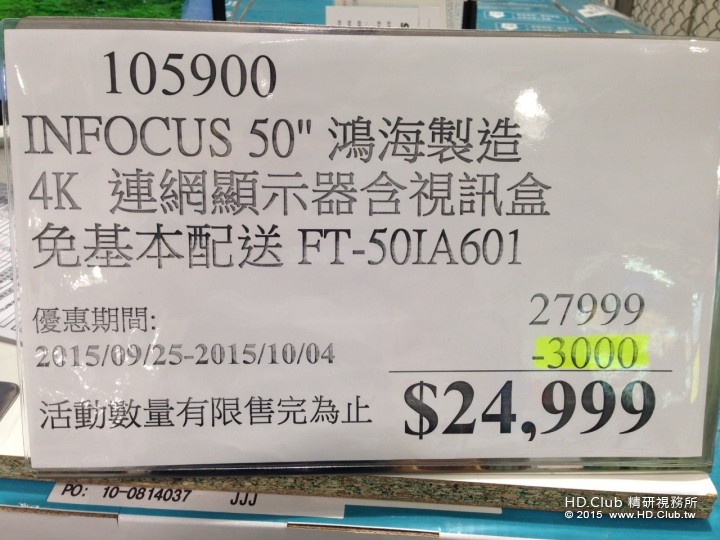 105900
INFOCUS 50" 鴻海製造
4K 連網顯示器含視訊盒
免基本配送 FT-50IA601
優惠期間:
27999
2015/09/25-2015/10/04
-3000
活動數量有限售完為止
$24,999
PO: 10-0814037 JJJ
HD.Club 精研視務所
© 2015 www.HD.Club.tw